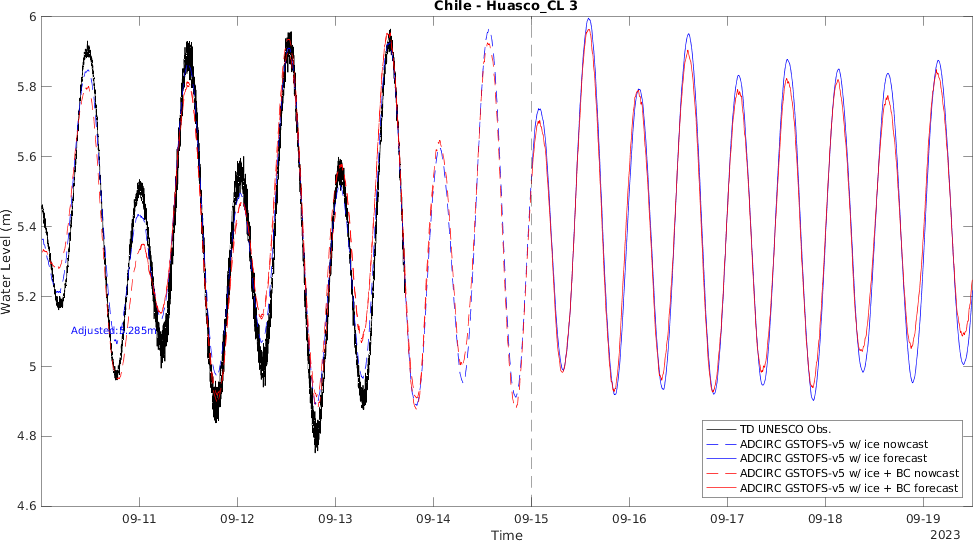 Chile - Huasco_CL 3
6
5.8
5.6
5.4
5.2
5
4.8
4.6
Water Level (m)
Adjusted:5.285m
TD UNESCO Obs.
ADCIRC GSTOFS-v5 w/ ice nowcast
ADCIRC GSTOFS-v5 w/ ice forecast
ADCIRC GSTOFS-v5 w/ ice + BC nowcast
ADCIRC GSTOFS-v5 w/ ice + BC forecast
09-11 09-12 09-13 09-14 09-15 09-16 09-17 09-18 09-19
Time
2023